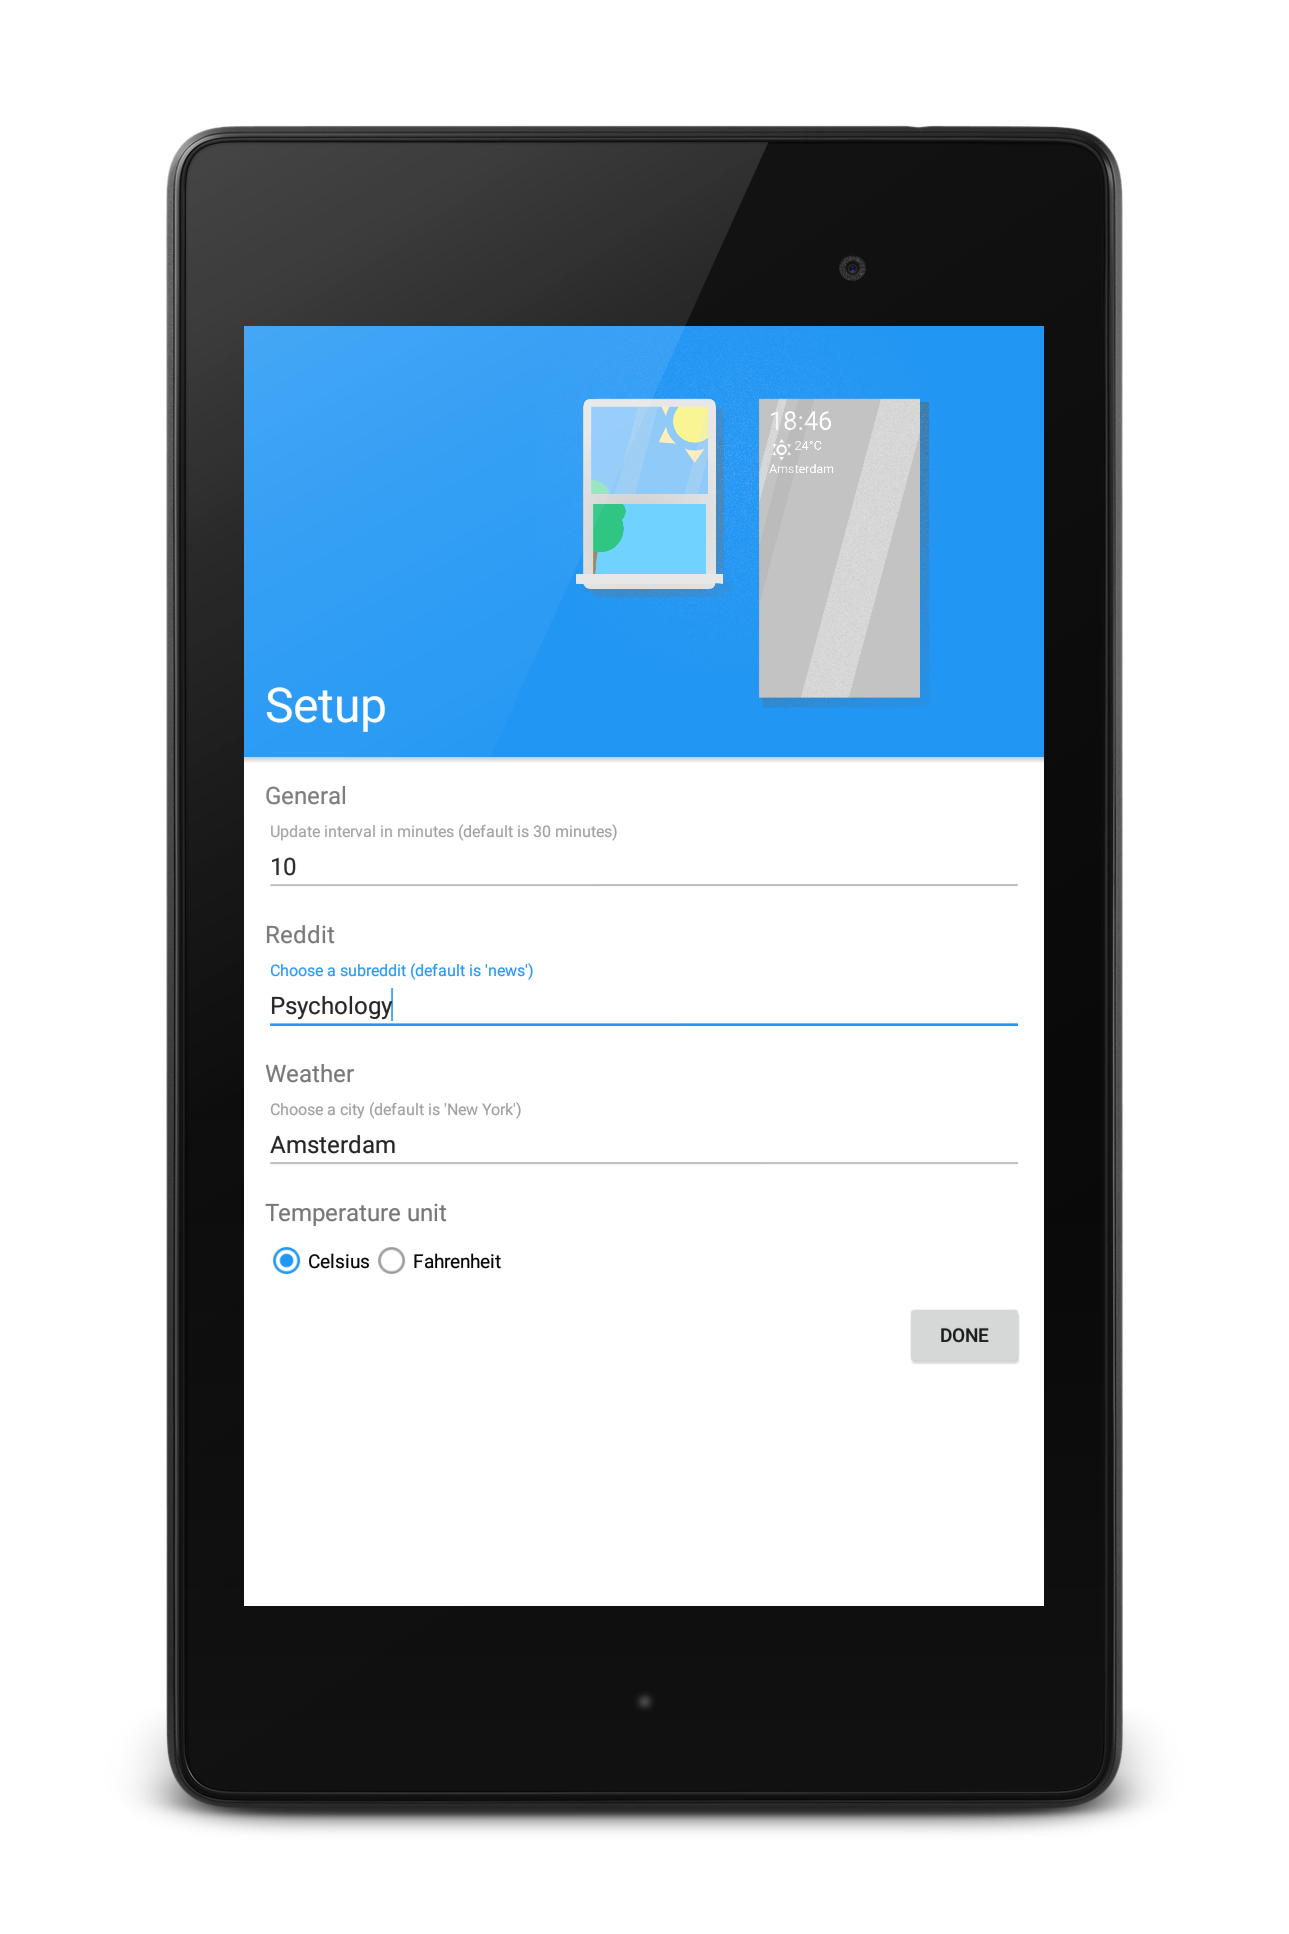 18:46
24°C
Amsterdam
Setup
General
Update interval in minutes (default is 30 minutes)
10
Reddit
Choose a subreddit (default is 'news')
Psychology
Weather
Choose a city (default is 'New York')
Amsterdam
Temperature unit
Celsius Fahrenheit
DONE